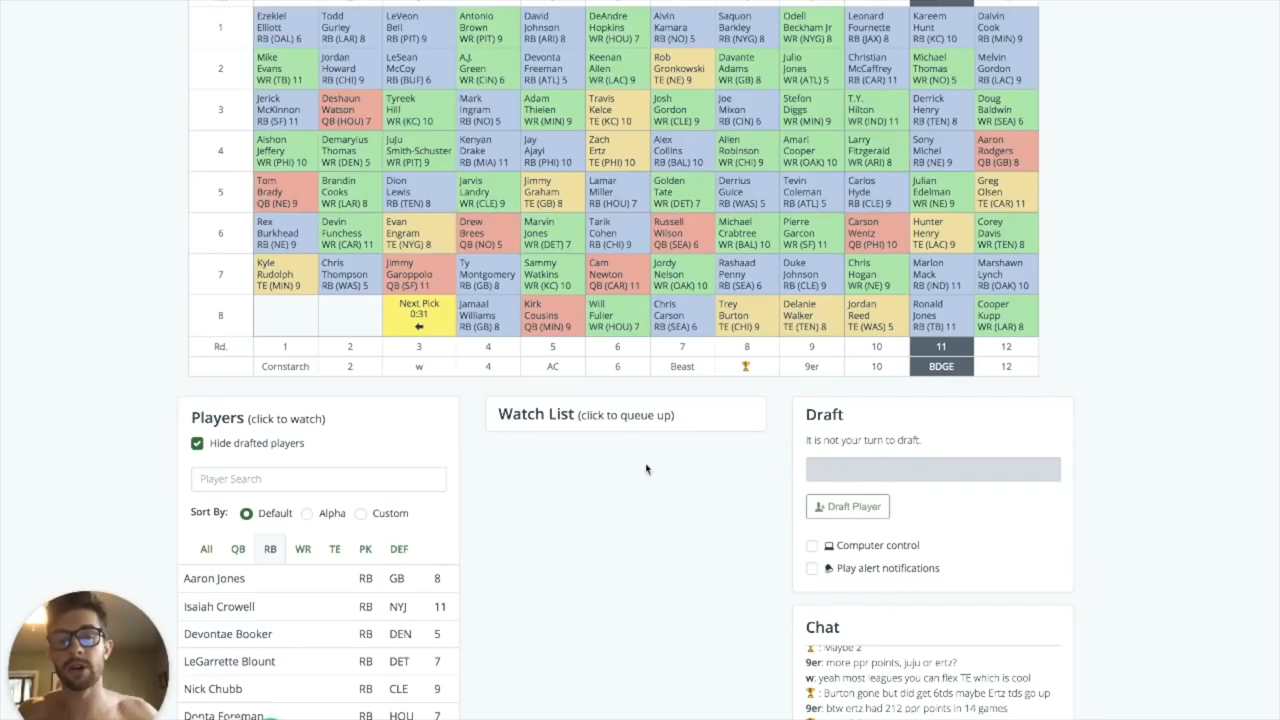 1 Ezekiel Todd LeVeon Antonio David DeAndre Alvin Saquon Odell Leonard Kareem Dalvin
Elliott Gurley Bell Brown Johnson Hopkins Kamara Barkley Beckham Jr Fournette Hunt Cook
RB (DAL) 6 RB (LAR) 8 RB (PIT) 9 WR (PIT) 9 RB (ARI) 8 WR (HOU) 7 RB (NO) 5 RB (NYG) 8 WR (NYG) 8 RB (JAX) 8 RB (KC) 10 RB (MIN) 9
2 Mike Jordan LeSean A.J. Devonta Keenan Rob Davante Julio Christian Michael Melvin
Evans Howard McCoy Green Freeman Allen Gronkowski Adams Jones McCaffrey Thomas Gordon
WR (TB) 11 RB (CHI) 9 RB (BUF) 6 WR (CIN) 6 RB (ATL) 5 WR (LAC) 9 TE (NE) 9 WR (GB) 8 WR (ATL) 5 RB (CAR) 11 WR (NO) 5 RB (LAC) 9
3 Jerick Deshaun Tyreek Mark Adam Travis Josh Joe Stefon T.Y. Derrick Doug
McKinnon Watson Hill Ingram Thielen Kelce Gordon Mixon Diggs Hilton Henry Baldwin
RB (SF) 11 QB (HOU) 7 WR (KC) 10 RB (NO) 5 WR (MIN) 9 TE (KC) 10 WR (CLE) 9 RB (CIN) 6 WR (MIN) 9 WR (IND) 11 RB (TEN) 8 WR (SEA) 6
4 Alshon Demaryius JuJu Kenyan Jay Zach Alex Allen Amari Larry Sony Aaron
Jeffery Thomas Smith-Schuster Drake Ajayi Ertz Collins Robinson Cooper Fitzgerald Michel Rodgers
WR (PHI) 10 WR (DEN) 5 WR (PIT) 9 RB (MIA) 11 RB (PHI) 10 TE (PHI) 10 RB (BAL) 10 WR (CHI) 9 WR (OAK) 10 WR (ARI) 8 RB (NE) 9 QB (GB) 8
5 Tom Brandin Dion Jarvis Jimmy Lamar Golden Derrius Tevin Carlos Julian Greg
Brady Cooks Lewis Landry Graham Miller Tate Guice Coleman Hyde Edelman Olsen
QB (NE) 9 WR (LAR) 8 RB (TEN) 8 WR (CLE) 9 TE (GB) 8 RB (HOU) 7 WR (DET) 7 RB (WAS) 5 RB (ATL) 5 RB (CLE) 9 WR (NE) 9 TE (CAR) 11
6 Rex Devin Evan Drew Marvin Tarik Russell Michael Pierre Carson Hunter Corey
Burkhead Funchess Engram Brees Jones Cohen Wilson Crabtree Garcon Wentz Henry Davis
RB (NE) 9 WR (CAR) 11 TE (NYG) 8 QB (NO) 5 WR (DET) 7 RB (CHI) 9 QB (SEA) 6 WR (BAL) 10 WR (SF) 11 QB (PHI) 10 TE (LAC) 9 WR (TEN) 8
7 Kyle Chris Jimmy Ty Sammy Cam Jordy Rashaad Duke Chris Marlon Marshawn
Rudolph Thompson Garoppolo Montgomery Watkins Newton Nelson Penny Johnson Hogan Mack Lynch
TE (MIN) 9 RB (WAS) 5 QB (SF) 11 RB (GB) 8 WR (KC) 10 QB (CAR) 11 WR (OAK) 10 RB (SEA) 6 RB (CLE) 9 WR (NE) 9 RB (IND) 11 RB (OAK) 10
8 Next Pick Jamaal Kirk Will Chris Trey Delanie Jordan Ronald Cooper
0:31 Williams Cousins Fuller Carson Burton Walker Reed Jones Kupp
RB (GB) 8 QB (MIN) 9 WR (HOU) 7 RB (SEA) 6 TE (CHI) 9 TE (TEN) 8 TE (WAS) 5 RB (TB) 11 WR (LAR) 8
Rd. 1 2 3 4 5 6 7 8 9 10 11 12
Cornstarch 2 w 4 AC 6 Beast 🏆 9er 10 BDGE 12
Players (click to watch)
Hide drafted players
Player Search
Sort By: Default Alpha Custom
All QB RB WR TE PK DEF
Aaron Jones RB GB 8
Isaiah Crowell RB NYJ 11
Devontae Booker RB DEN 5
LeGarrette Blount RB DET 7
Nick Chubb RB CLE 9
Donta Foreman RB HOU 7
Watch List (click to queue up)
Draft
It is not your turn to draft.
Draft Player
Computer control
Play alert notifications
Chat
🏆 : Maybe 2
9er: more ppr points, juju or ertz?
w: yeah most leagues you can flex TE which is cool
🏆 : Burton gone but did get 6tds maybe Ertz tds go up
9er: btw ertz had 212 ppr points in 14 games